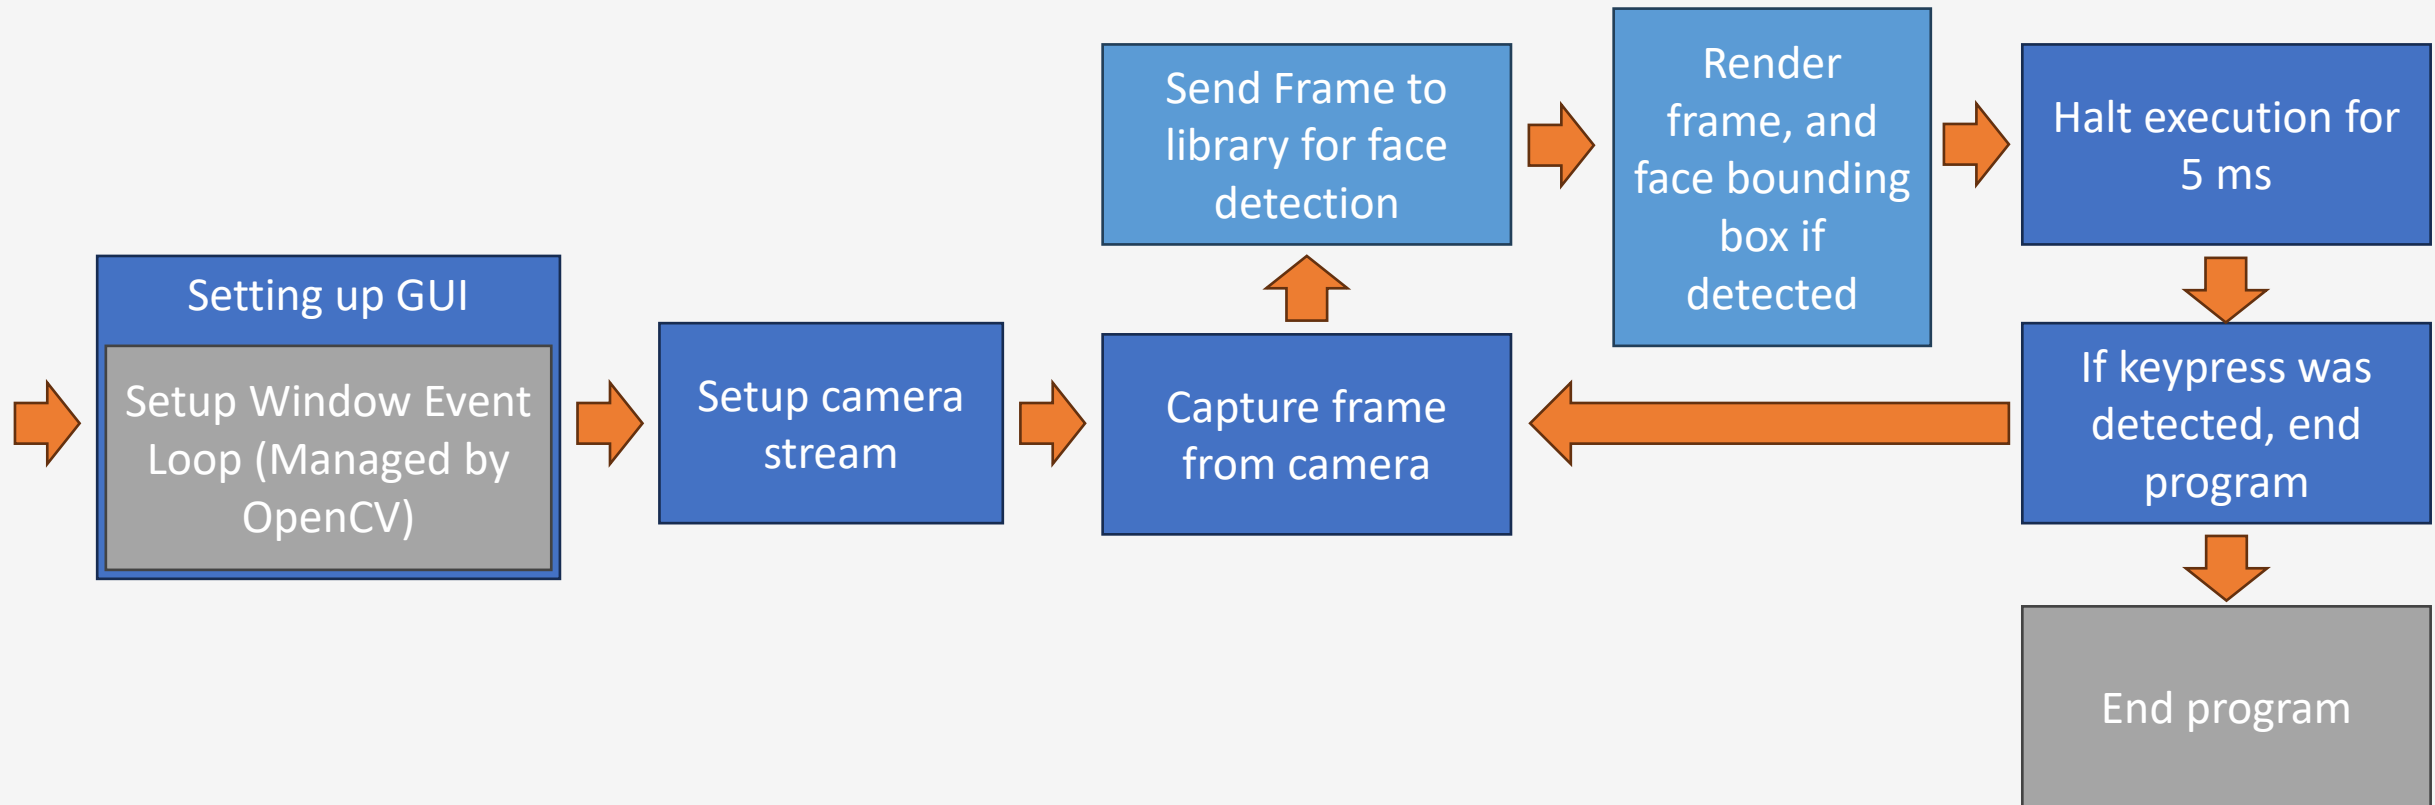 Setting up GUI
Setup Window Event
Loop (Managed by
OpenCV)
Setup camera
stream
Capture frame
from camera
Send Frame to
library for face
detection
Render
frame, and
face bounding
box if
detected
Halt execution for
5 ms
If keypress was
detected, end
program
End program